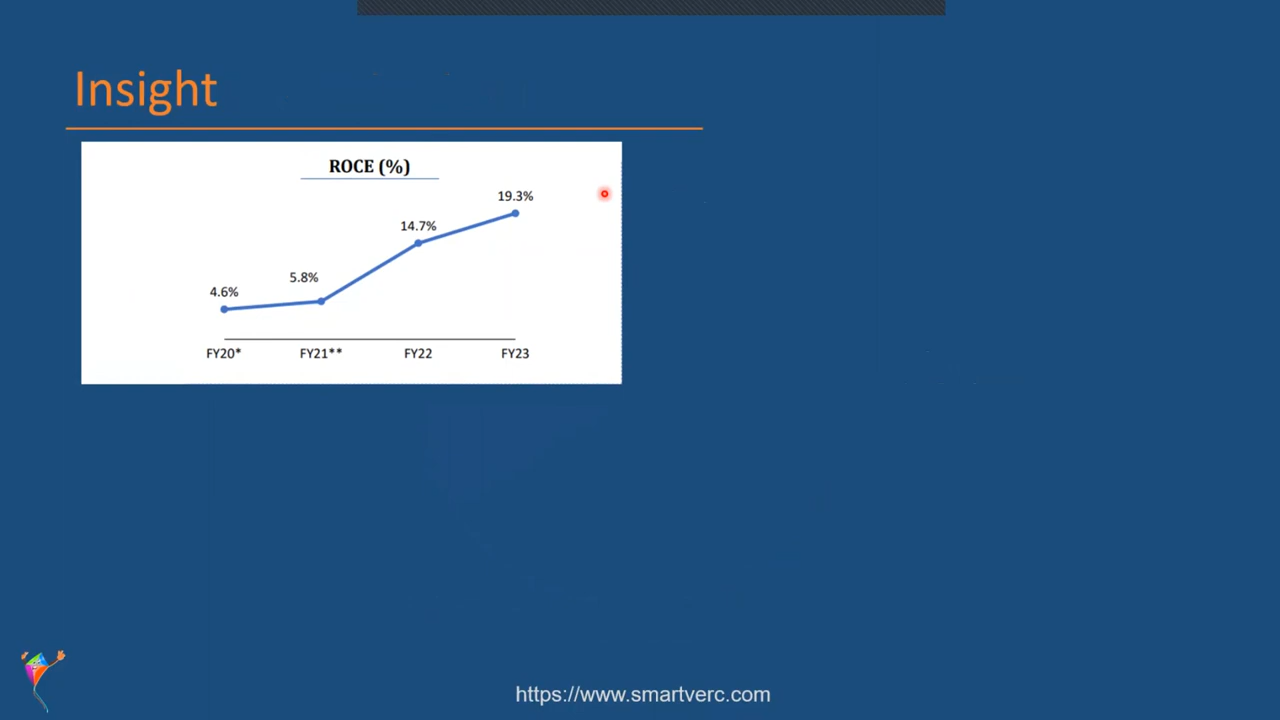 Insight
ROCE (%)
19.3%
14.7%
5.8%
4.6%
FY20* FY21** FY22 FY23
https://www.smartverc.com